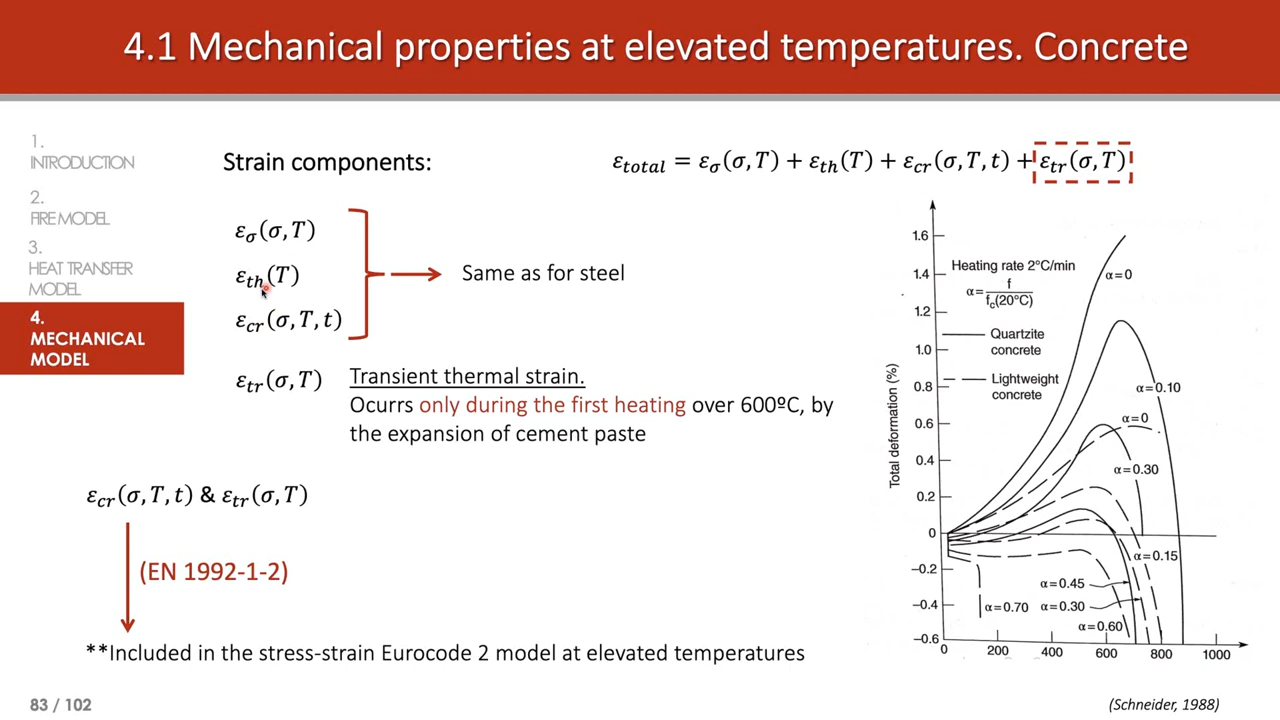 4.1 Mechanical properties at elevated temperatures. Concrete
1.
INTRODUCTION
2.
FIRE MODEL
3.
HEAT TRANSFER
MODEL
4.
MECHANICAL
MODEL
Strain components:
ε_total = ε_σ(σ, T) + ε_th(T) + ε_cr(σ, T, t) + ε_tr(σ, T)
ε_σ(σ, T)
ε_th(T)
ε_cr(σ, T, t)
Same as for steel
ε_tr(σ, T)
Transient thermal strain.
Ocurrs only during the first heating over 600ºC, by
the expansion of cement paste
ε_cr(σ, T, t) & ε_tr(σ, T)
(EN 1992-1-2)
**Included in the stress-strain Eurocode 2 model at elevated temperatures
Total deformation (%)
1.6
1.4
1.2
1.0
0.8
0.6
0.4
0.2
0
−0.2
−0.4
−0.6
Heating rate 2°C/min
α= f / fc(20°C)
Quartzite
concrete
Lightweight
concrete
α=0
α=0.10
α=0
α=0.30
α=0.15
α=0.45
α=0.70
α=0.30
α=0.60
0 200 400 600 800 1000
83 / 102
(Schneider, 1988)